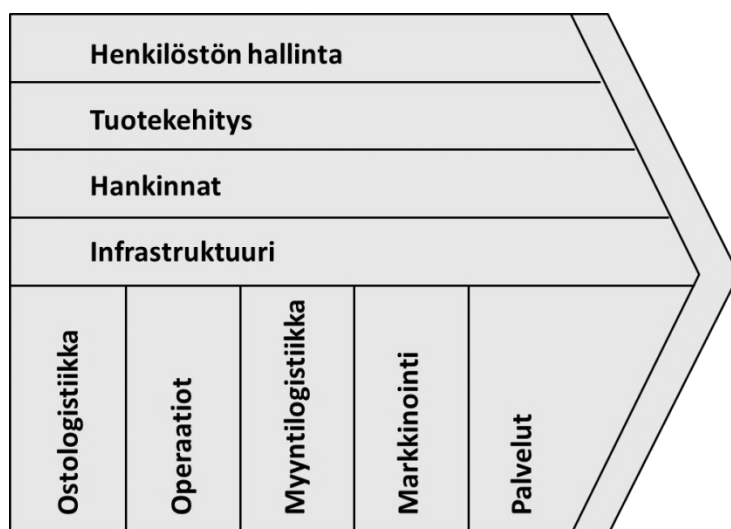 Henkilöstön hallinta
Tuotekehitys
Hankinnat
Infrastruktuuri
Ostologistiikka
Operaatiot
Myyntilogistiikka
Markkinointi
Palvelut